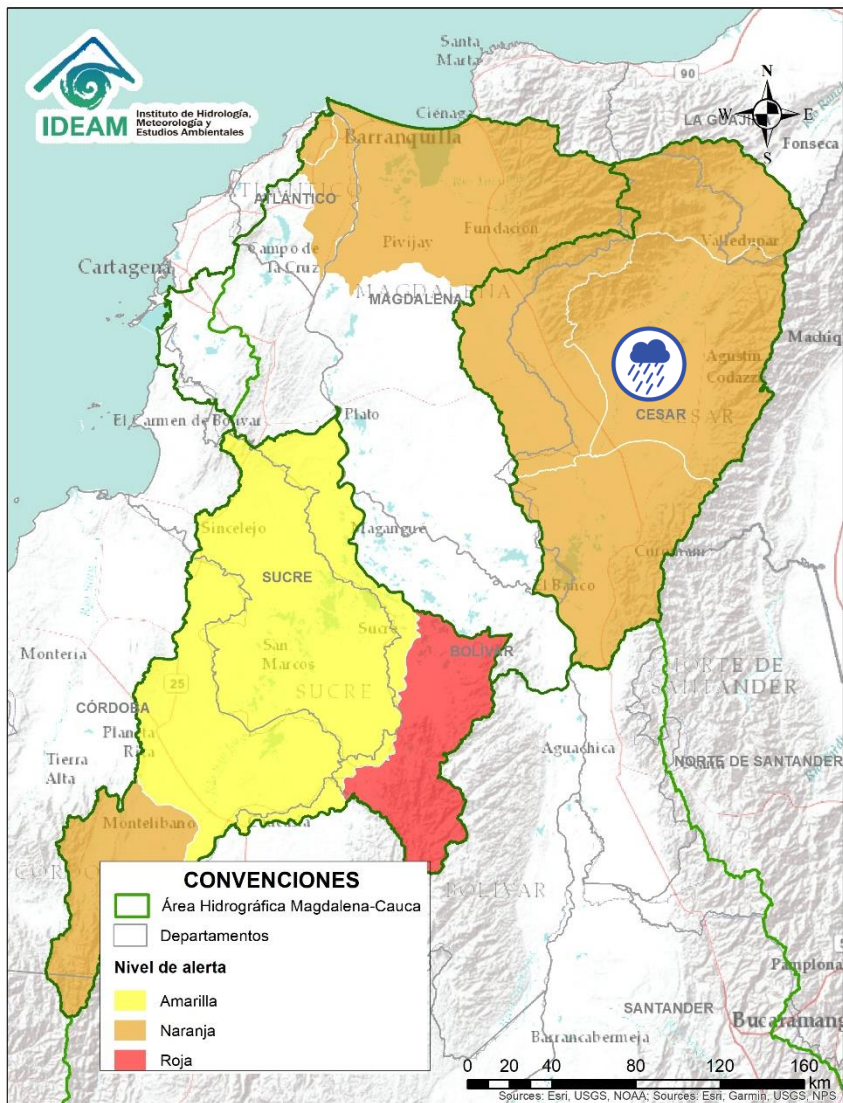 IDEAM
Instituto de Hidrología,
Meteorología y
Estudios Ambientales
Santa
Marta
90
N
E
S
LA GUAJIRA
Fonseca
Ciénaga
Barranquilla
ATLÁNTICO
Cartagena
Campo de
la Cruz
Pivijay
Fundación
Valledupar
MAGDALENA
MAGDALENA
Agustín
Codazzi
Machiq
CESAR
El Carmen de Bolívar
Plato
Sincelejo
Magangué
SUCRE
El Banco
Sucre
San
Marcos
SUCRE
BOLÍVAR
NORTE DE
SANTANDER
Montería
25
CÓRDOBA
Planeta
Rica
Tierra
Alta
Aguachica
NORTE DE SANTANDER
Montelíbano
BOLÍVAR
CONVENCIONES
Área Hidrográfica Magdalena-Cauca
Departamentos
Nivel de alerta
Amarilla
Naranja
Roja
Pamplona
SANTANDER
Bucaramang
Barrancabermeja
0 20 40 80 120 160
km
Sources: Esri, USGS, NOAA; Sources: Esri, Garmin, USGS, NPS